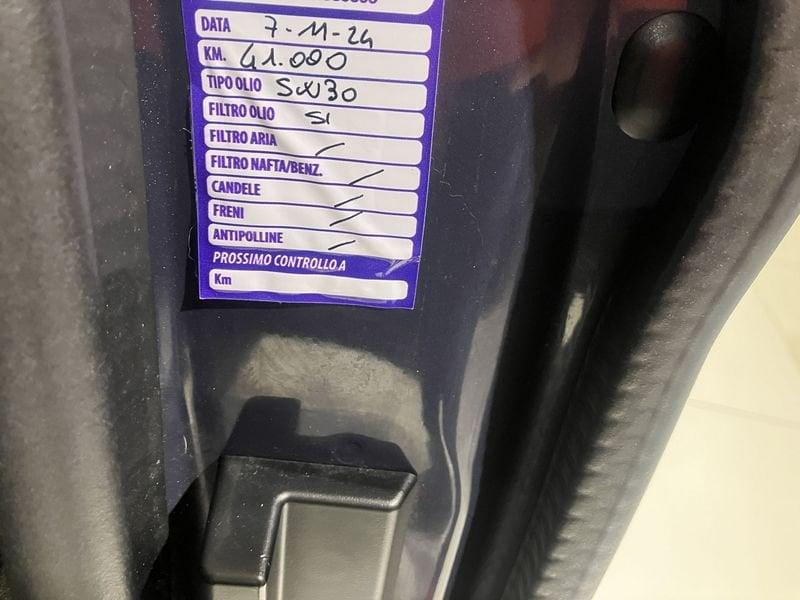 DATA 7-11-24
KM. 41.000
TIPO OLIO 5W30
FILTRO OLIO SI
FILTRO ARIA /
FILTRO NAFTA/BENZ. /
CANDELE /
FRENI /
ANTIPOLLINE /
PROSSIMO CONTROLLO A
Km